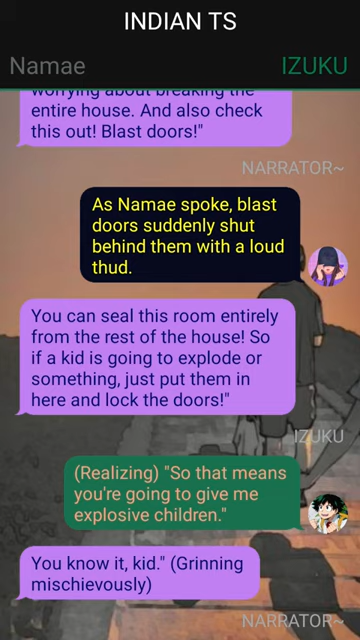 INDIAN TS
Namae
IZUKU
worrying about breaking the
entire house. And also check
this out! Blast doors!"
NARRATOR~
As Namae spoke, blast
doors suddenly shut
behind them with a loud
thud.
You can seal this room entirely
from the rest of the house! So
if a kid is going to explode or
something, just put them in
here and lock the doors!"
IZUKU
(Realizing) "So that means
you're going to give me
explosive children."
You know it, kid." (Grinning
mischievously)
NARRATOR~